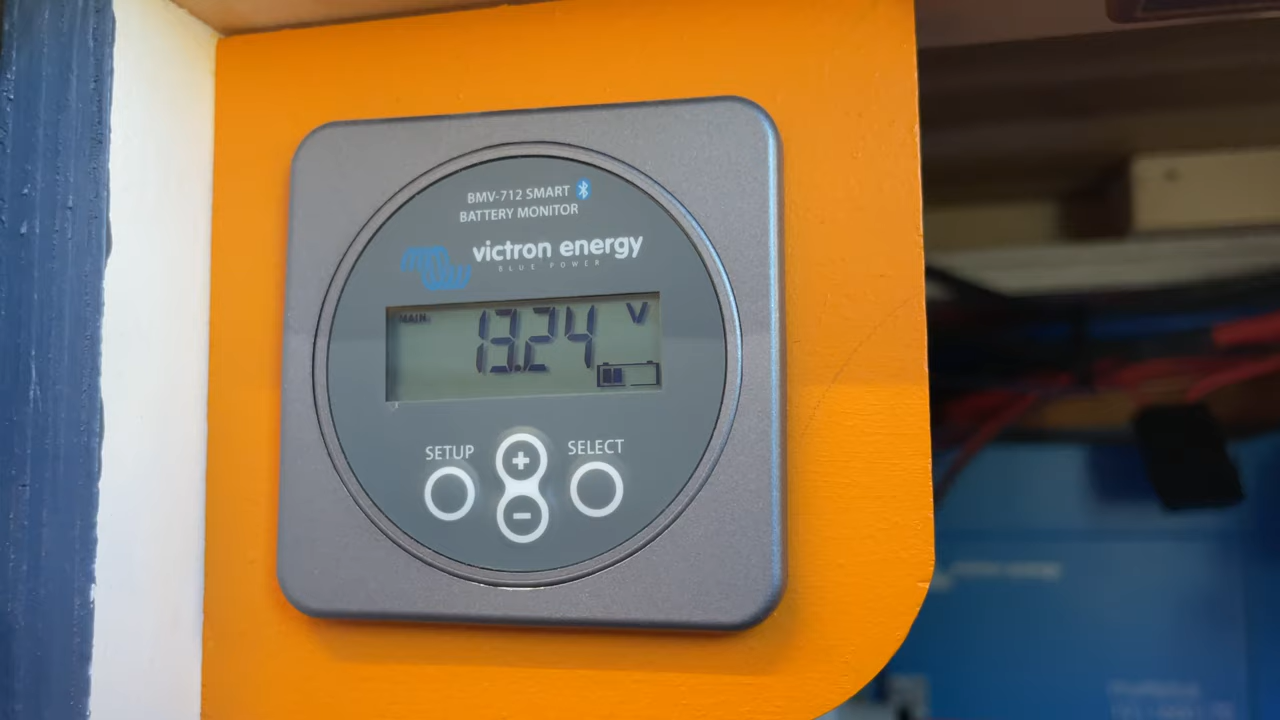 BMV-712 SMART
BATTERY MONITOR
victron energy
BLUE POWER
MAIN
13.24 V
SETUP
+
SELECT
-